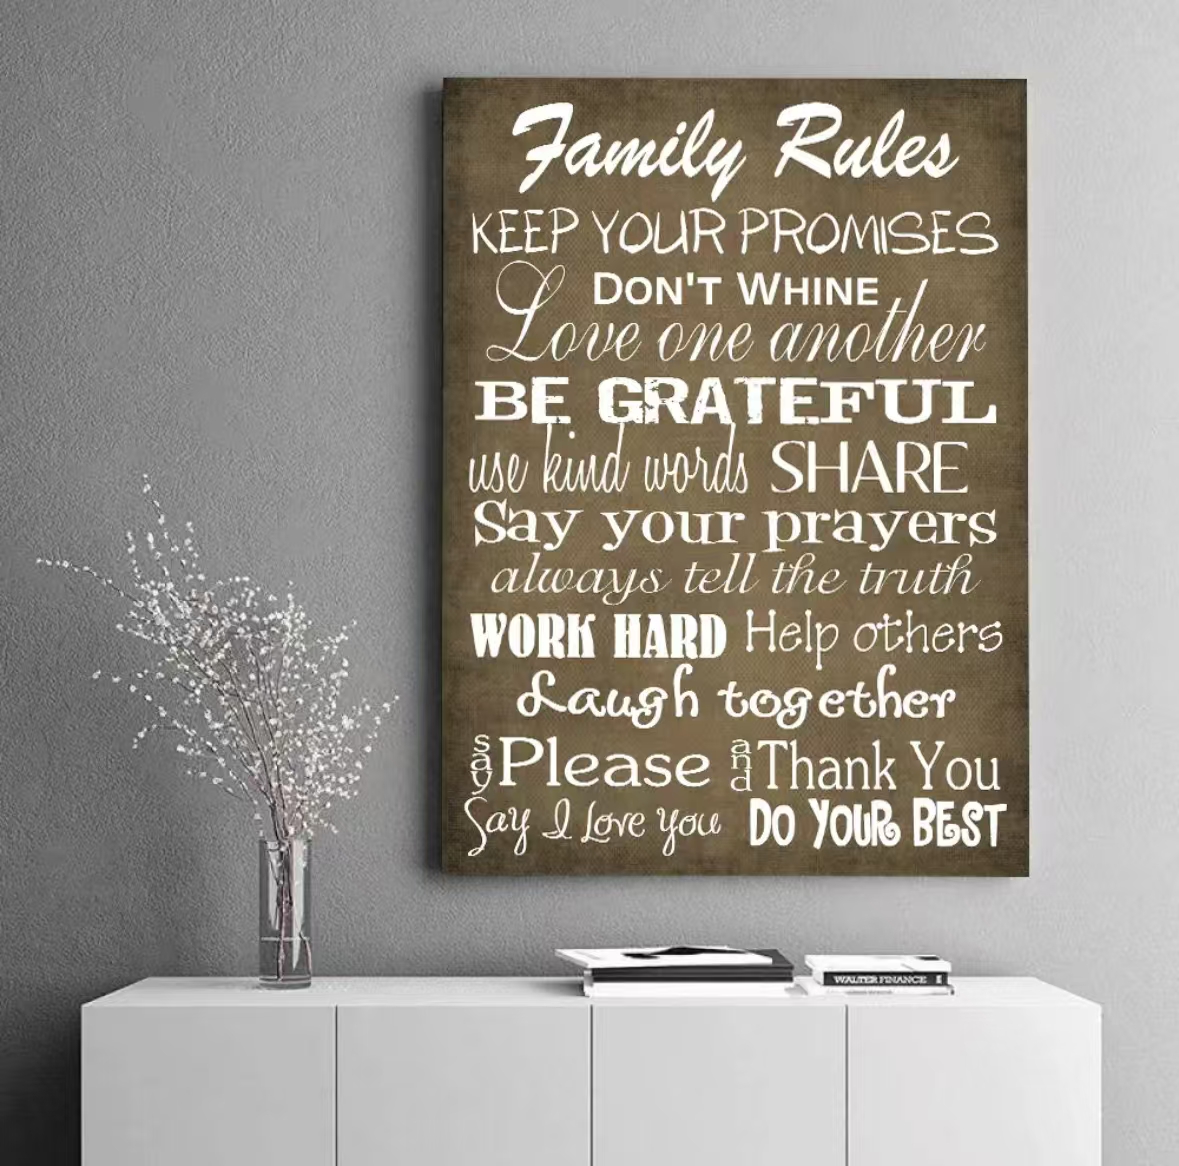 Family Rules
KEEP YOUR PROMISES
DON'T WHINE
Love one another
BE GRATEFUL
use kind words SHARE
Say your prayers
always tell the truth
WORK HARD Help others
Laugh together
say Please and Thank You
Say I Love you DO YOUR BEST
WALTER FINANCE